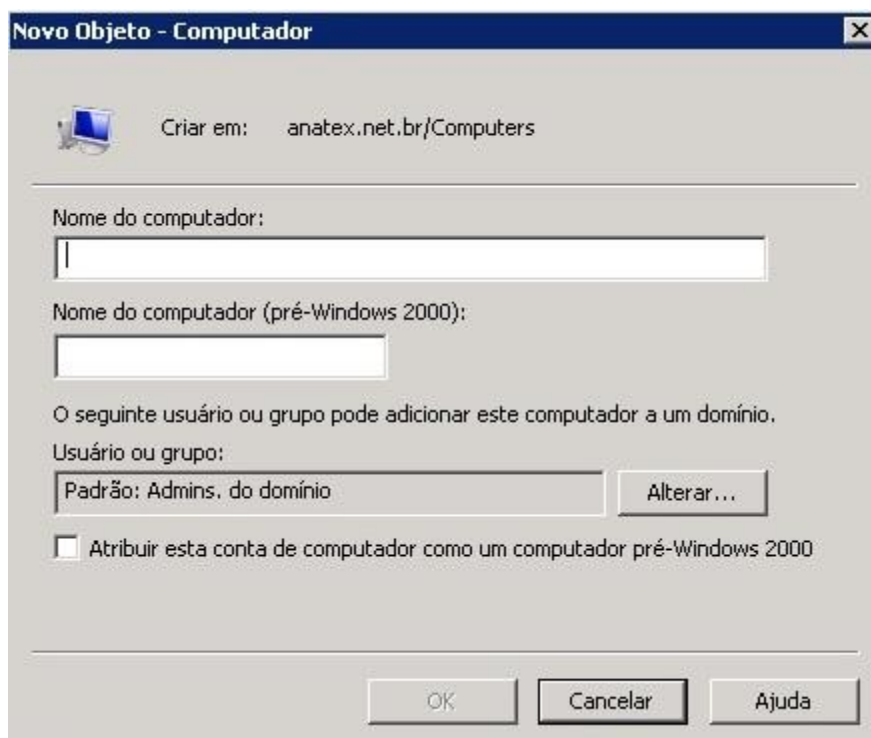 Novo Objeto - Computador
Criar em: anatex.net.br/Computers
Nome do computador:
Nome do computador (pré-Windows 2000):
O seguinte usuário ou grupo pode adicionar este computador a um domínio.
Usuário ou grupo:
Padrão: Admins. do domínio
Alterar...
Atribuir esta conta de computador como um computador pré-Windows 2000
OK
Cancelar
Ajuda